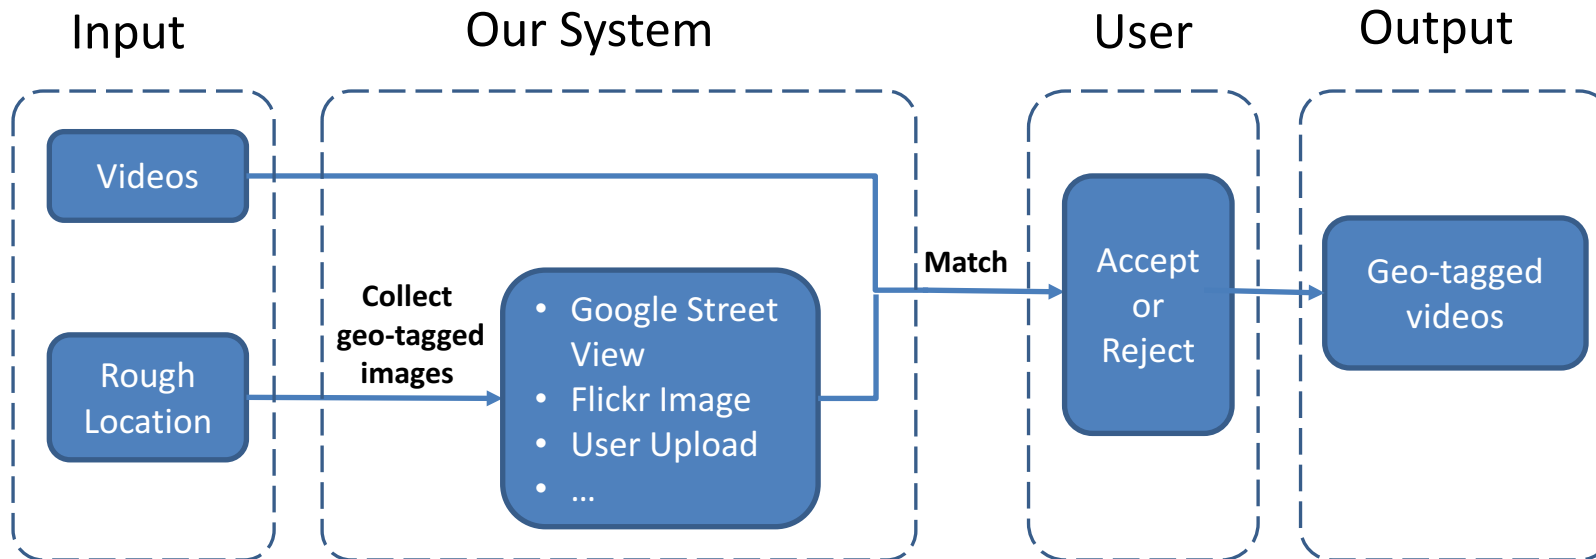 Input
Our System
User
Output
Videos
Rough
Location
Collect
geo-tagged
images
• Google Street
View
• Flickr Image
• User Upload
• ...
Match
Accept
or
Reject
Geo-tagged
videos